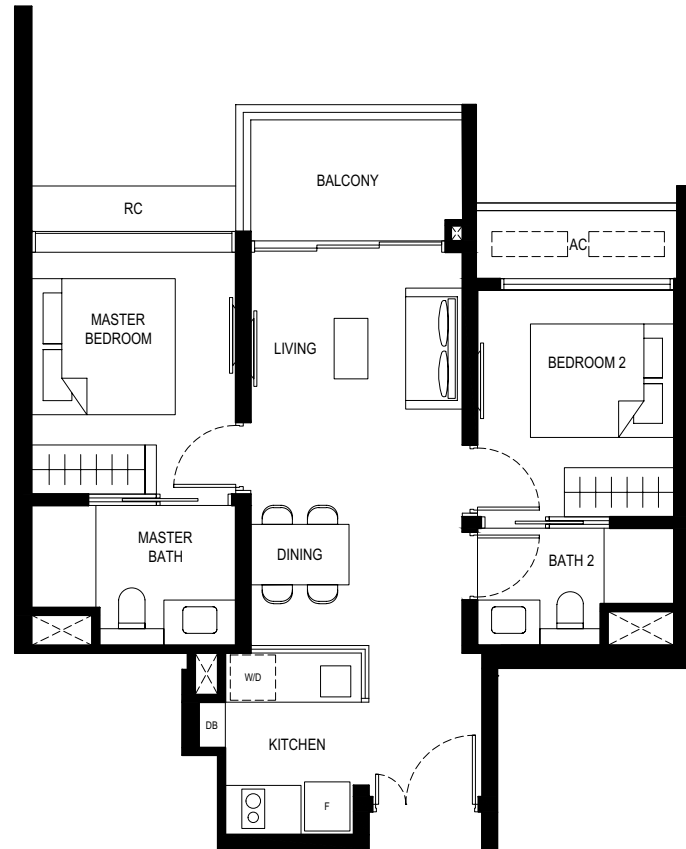 BALCONY
RC
AC
MASTER
BEDROOM
LIVING
BEDROOM 2
MASTER
BATH
DINING
BATH 2
W/D
DB
KITCHEN
F